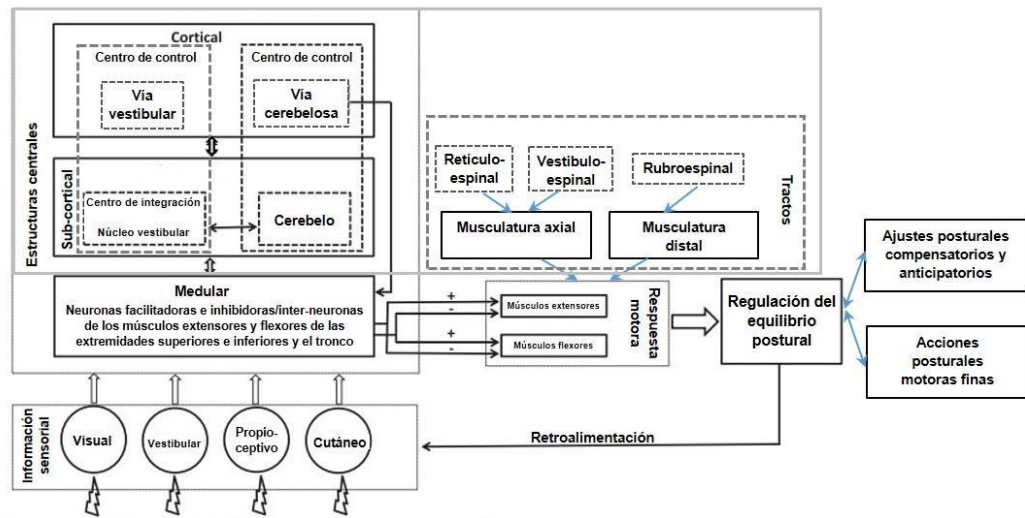 Cortical
Centro de control
Vía
vestibular
Centro de control
Vía
cerebelosa
Estructuras centrales
Sub-cortical
Centro de integración
Núcleo vestibular
Cerebelo
Medular
Neuronas facilitadoras e inhibidoras/inter-neuronas
de los músculos extensores y flexores de las
extremidades superiores e inferiores y el tronco
Retículo-
espinal
Vestíbulo-
espinal
Rubroespinal
Tractos
Musculatura axial
Musculatura
distal
+
-
+
-
Músculos extensores
Músculos flexores
Respuesta
motora
Regulación del
equilibrio
postural
Ajustes posturales
compensatorios y
anticipatorios
Acciones
posturales
motoras finas
Información
sensorial
Visual
Vestibular
Propio-
ceptivo
Cutáneo
Retroalimentación